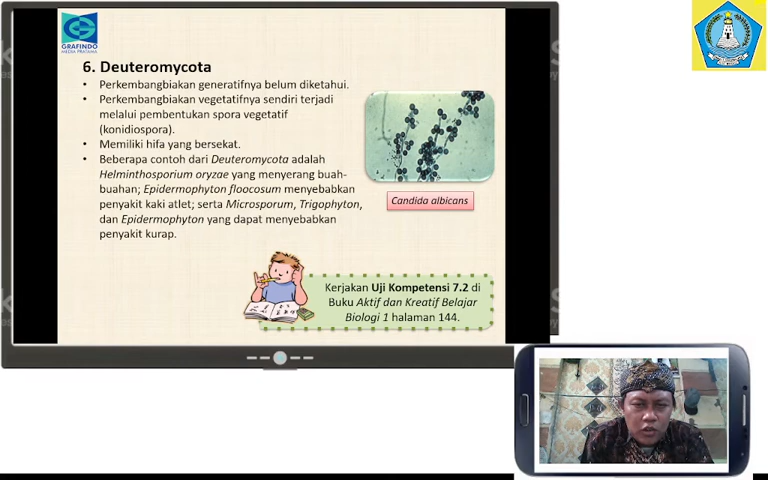 GRAFINDO
MEDIA PRATAMA
6. Deuteromycota
• Perkembangbiakan generatifnya belum diketahui.
• Perkembangbiakan vegetatifnya sendiri terjadi
melalui pembentukan spora vegetatif
(konidiospora).
• Memiliki hifa yang bersekat.
• Beberapa contoh dari Deuteromycota adalah
Helminthosporium oryzae yang menyerang buah-
buahan; Epidermophyton floocosum menyebabkan
penyakit kaki atlet; serta Microsporum, Trigophyton,
dan Epidermophyton yang dapat menyebabkan
penyakit kurap.
Candida albicans
Kerjakan Uji Kompetensi 7.2 di
Buku Aktif dan Kreatif Belajar
Biologi 1 halaman 144.